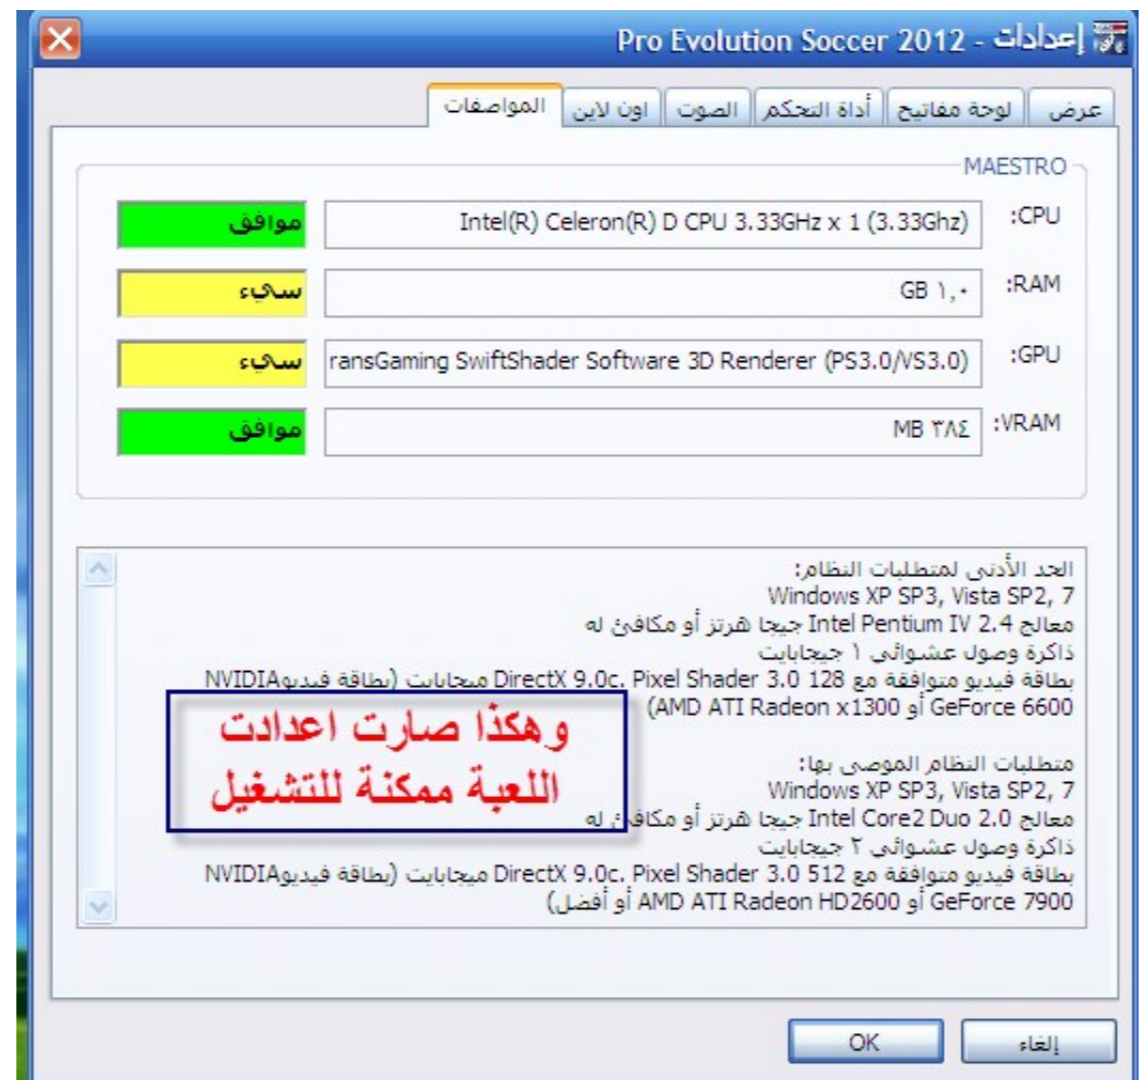 إعدادات - Pro Evolution Soccer 2012
عرض
لوحة مفاتيح
أداة التحكم
الصوت
اون لاين
المواصفات
MAESTRO
CPU:
Intel(R) Celeron(R) D CPU 3.33GHz x 1 (3.33Ghz)
موافق
RAM:
GB ١,٠
سيء
GPU:
ransGaming SwiftShader Software 3D Renderer (PS3.0/VS3.0)
سيء
VRAM:
MB ٣٨٤
موافق
الحد الأدنى لمتطلبات النظام:
Windows XP SP3, Vista SP2, 7
معالج Intel Pentium IV 2.4 جيجا هرتز أو مكافئ له
ذاكرة وصول عشوائي ١ جيجابايت
بطاقة فيديو متوافقة مع DirectX 9.0c. Pixel Shader 3.0 128 ميجابايت (بطاقة فيديوNVIDIA
GeForce 6600 أو AMD ATI Radeon x1300)
متطلبات النظام الموصى بها:
Windows XP SP3, Vista SP2, 7
معالج Intel Core2 Duo 2.0 جيجا هرتز أو مكافئ له
ذاكرة وصول عشوائي ٢ جيجابايت
بطاقة فيديو متوافقة مع DirectX 9.0c. Pixel Shader 3.0 512 ميجابايت (بطاقة فيديوNVIDIA
GeForce 7900 أو AMD ATI Radeon HD2600 أو أفضل)
وهكذا صارت اعدادت
اللعبة ممكنة للتشغيل
OK
إلغاء